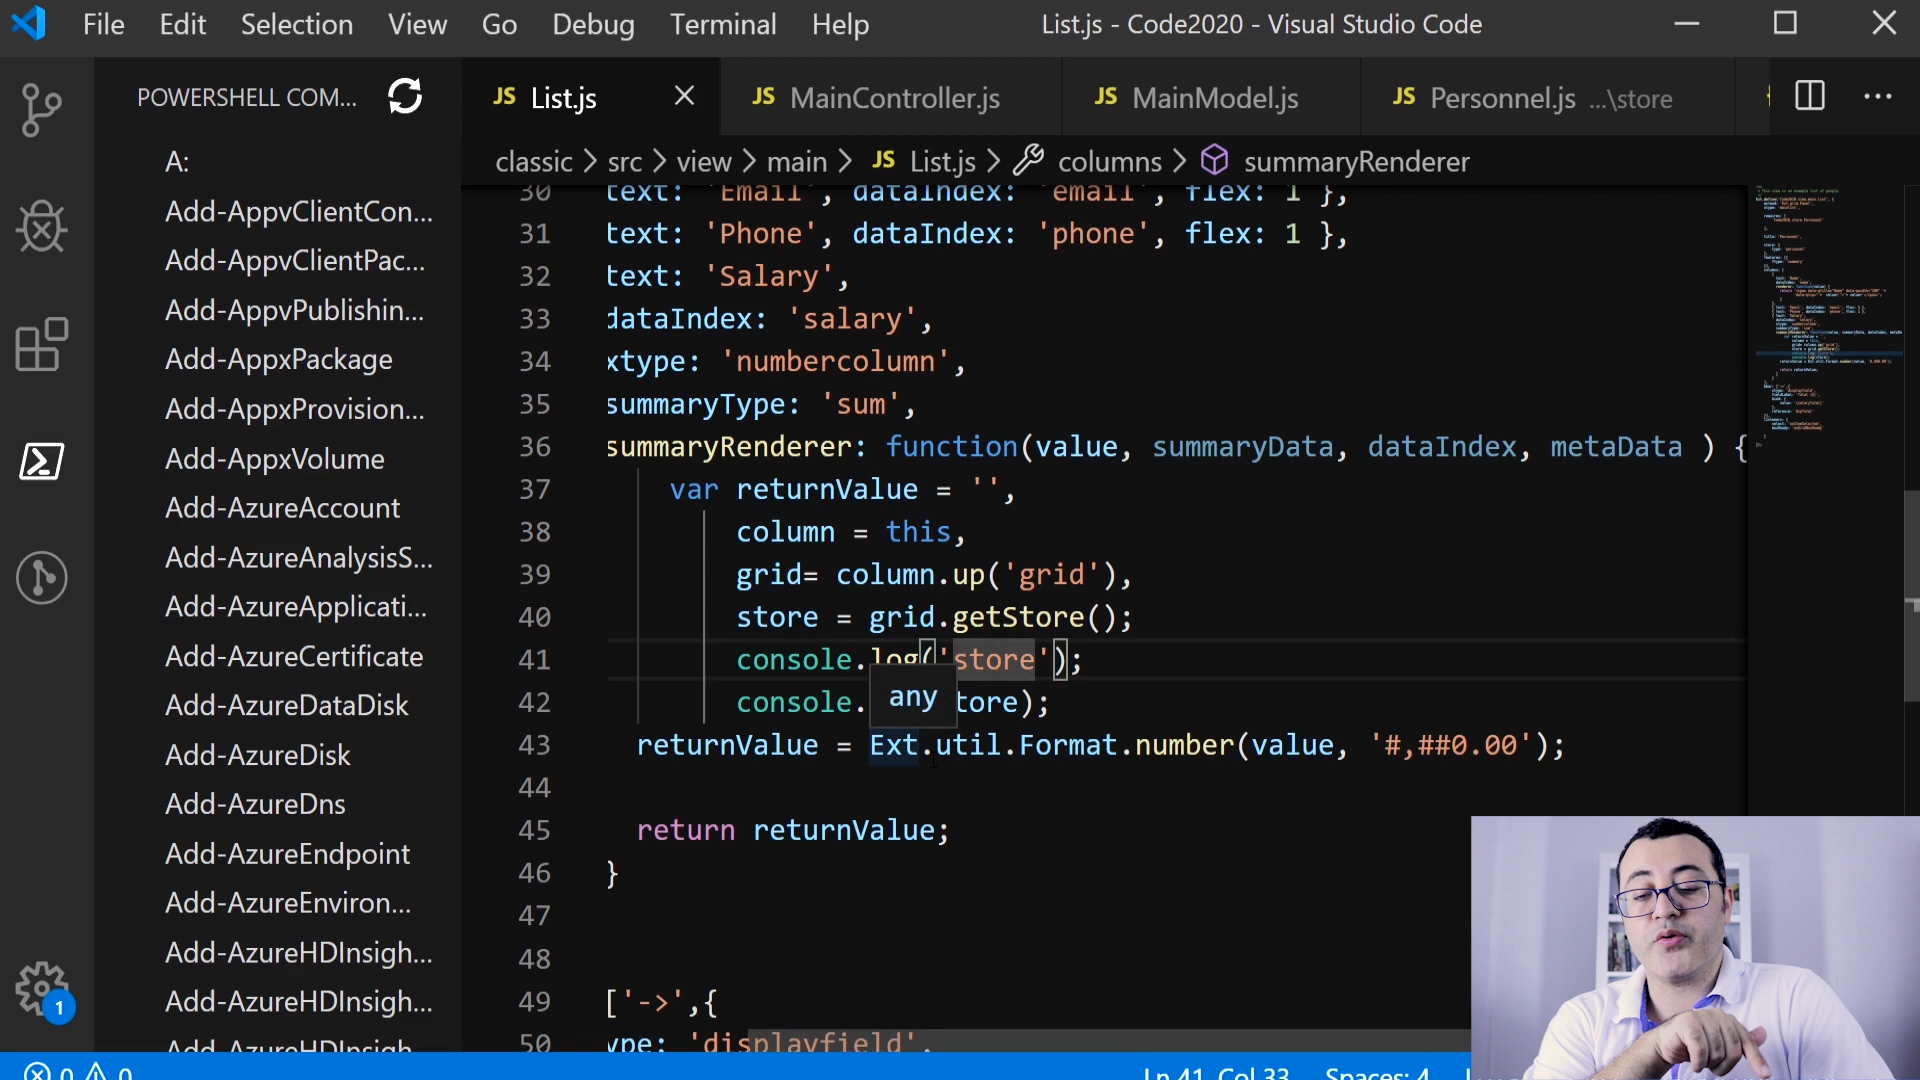 File Edit Selection View Go Debug Terminal Help List.js - Code2020 - Visual Studio Code
POWERSHELL COM...
JS List.js JS MainController.js JS MainModel.js JS Personnel.js ...\store
classic > src > view > main > JS List.js > columns > summaryRenderer
A:
Add-AppvClientCon...
Add-AppvClientPac...
Add-AppvPublishin...
Add-AppxPackage
Add-AppxProvision...
Add-AppxVolume
Add-AzureAccount
Add-AzureAnalysisS...
Add-AzureApplicati...
Add-AzureCertificate
Add-AzureDataDisk
Add-AzureDisk
Add-AzureDns
Add-AzureEndpoint
Add-AzureEnviron...
Add-AzureHDInsigh...
Add-AzureHDInsigh...
Add-AzureHDInsigh
1
30 text: 'Email', dataIndex: 'email', flex: 1 },
31 text: 'Phone', dataIndex: 'phone', flex: 1 },
32 text: 'Salary',
33 dataIndex: 'salary',
34 xtype: 'numbercolumn',
35 summaryType: 'sum',
36 summaryRenderer: function(value, summaryData, dataIndex, metaData ) {
37 var returnValue = '',
38 column = this,
39 grid= column.up('grid'),
40 store = grid.getStore();
41 console.log('store');
42 console. tore);
any
43 returnValue = Ext.util.Format.number(value, '#,##0.00');
44
45 return returnValue;
46 }
47
48
49 ['->',{
50 ype: 'displayfield',
0 0 Ln 41, Col 33 Spaces: 4